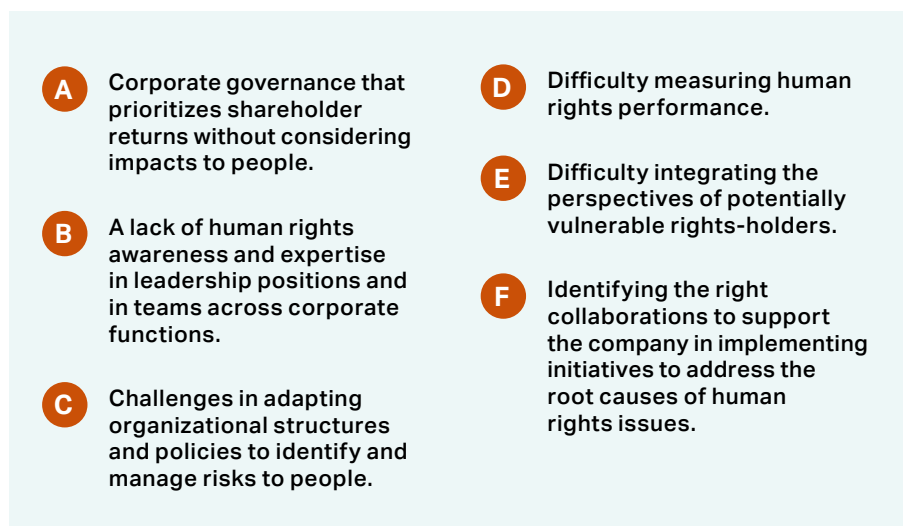 A
Corporate governance that
prioritizes shareholder
returns without considering
impacts to people.
B
A lack of human rights
awareness and expertise
in leadership positions and
in teams across corporate
functions.
C
Challenges in adapting
organizational structures
and policies to identify and
manage risks to people.
D
Difficulty measuring human
rights performance.
E
Difficulty integrating the
perspectives of potentially
vulnerable rights-holders.
F
Identifying the right
collaborations to support
the company in implementing
initiatives to address the
root causes of human
rights issues.